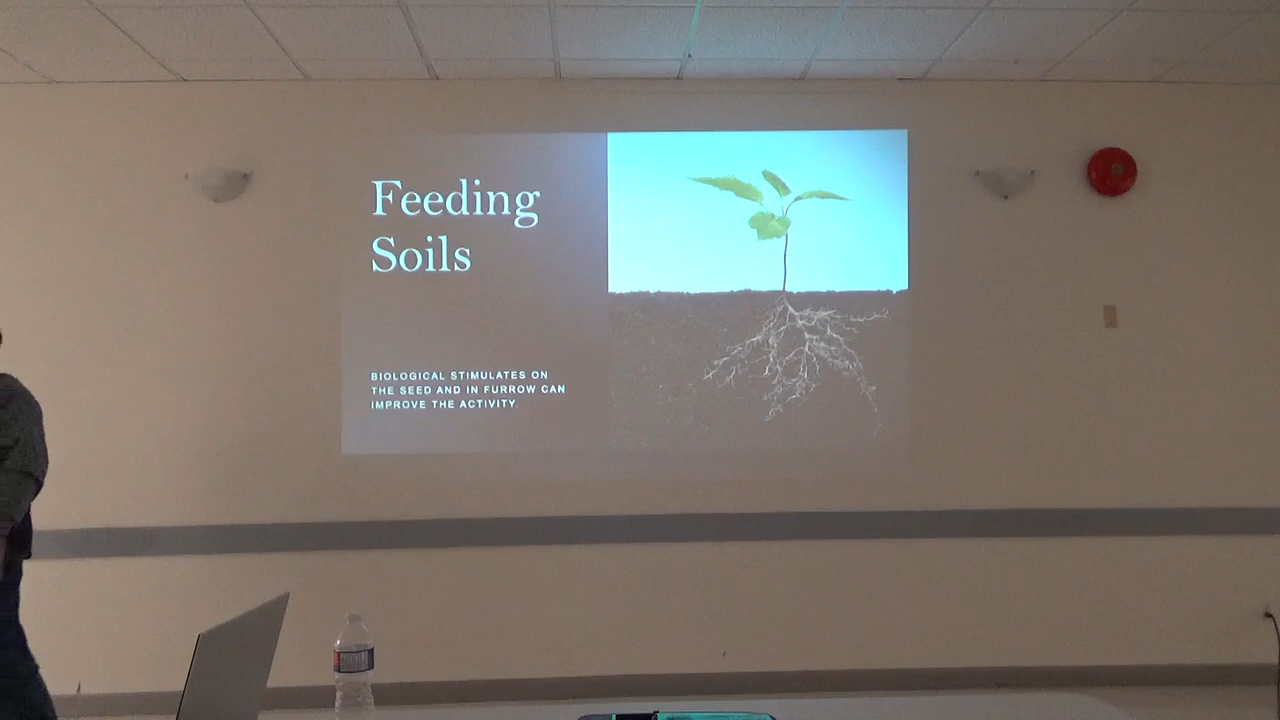 Feeding
Soils
BIOLOGICAL STIMULATES ON
THE SEED AND IN FURROW CAN
IMPROVE THE ACTIVITY.